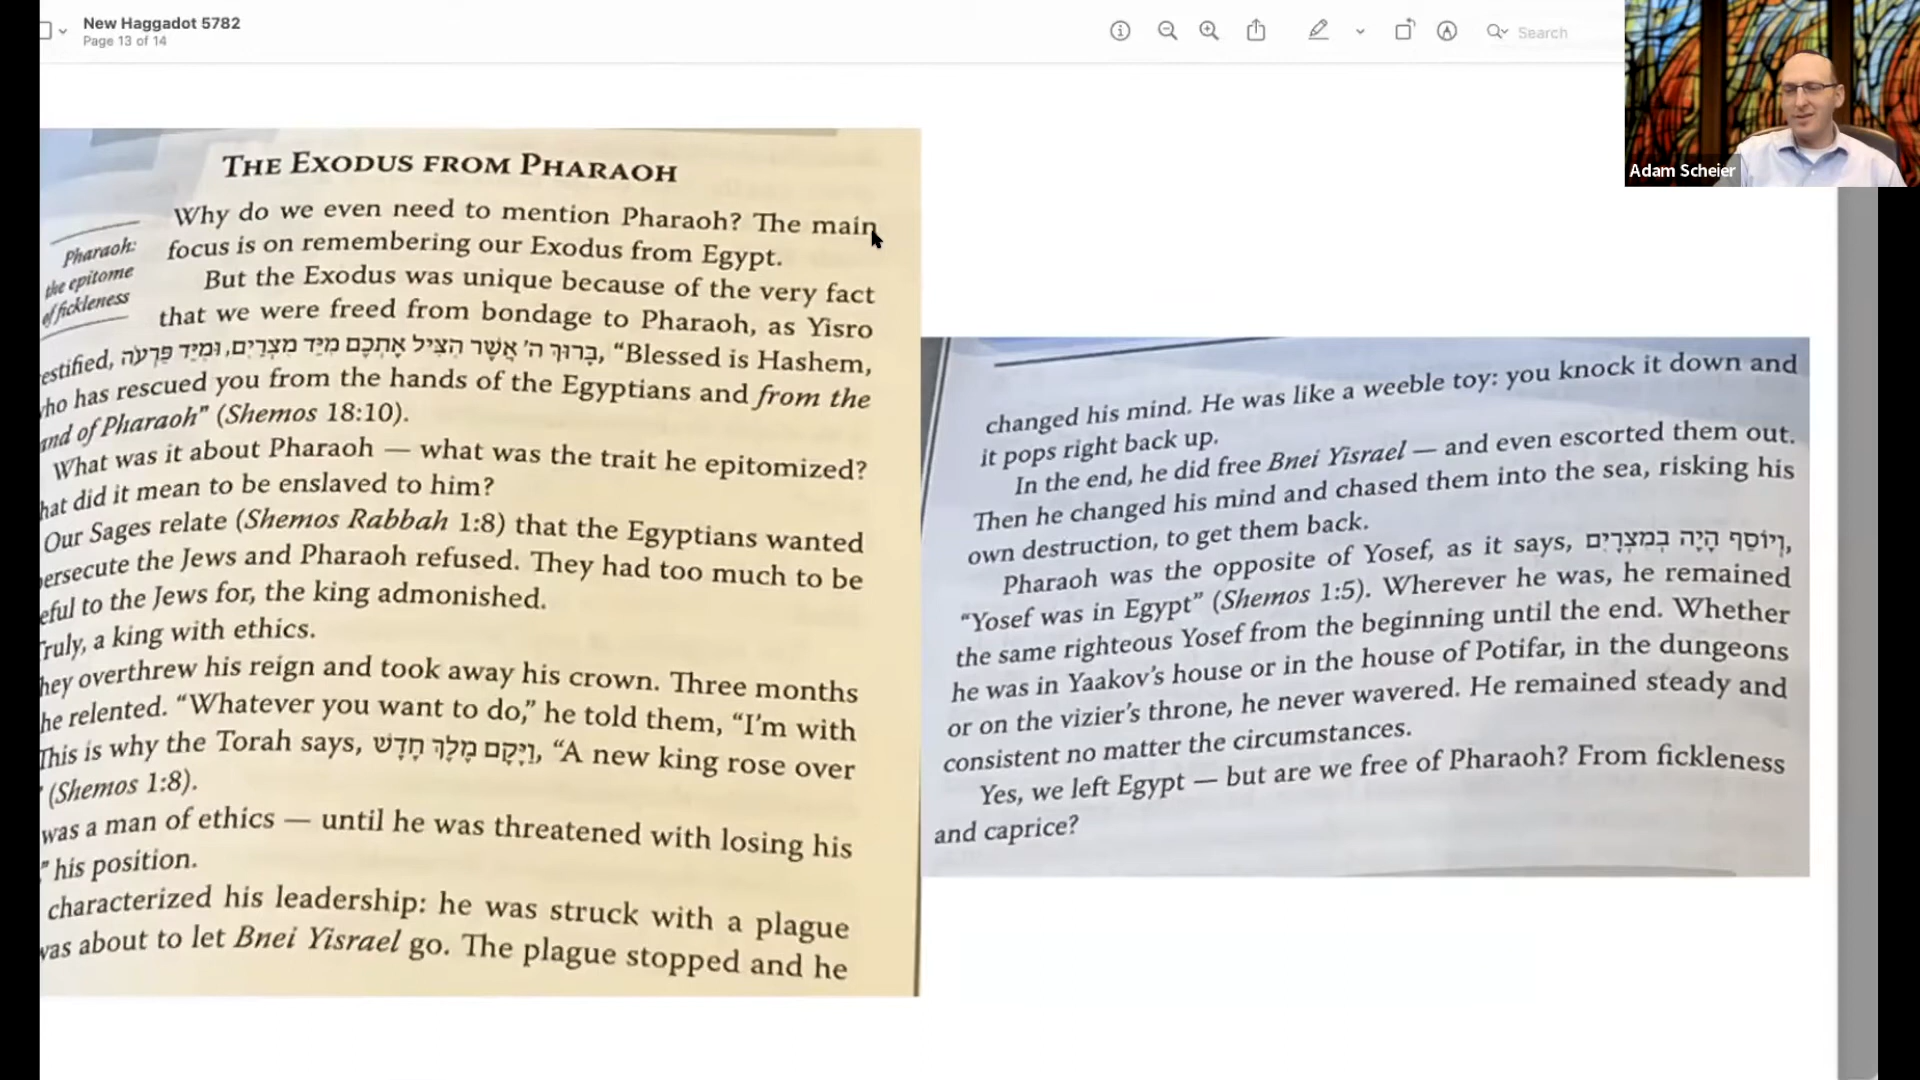 New Haggadot 5782
Page 13 of 14
Search
Adam Scheier
THE EXODUS FROM PHARAOH
Why do we even need to mention Pharaoh? The main
focus is on remembering our Exodus from Egypt.
Pharaoh:
the epitome
of fickleness
But the Exodus was unique because of the very fact
that we were freed from bondage to Pharaoh, as Yisro
estified, בָּרוּךְ ה' אֲשֶׁר הִצִּיל אֶתְכֶם מִיַּד מִצְרַיִם, וּמִיַּד פַּרְעֹה, “Blessed is Hashem,
ho has rescued you from the hands of the Egyptians and from the
and of Pharaoh” (Shemos 18:10).
What was it about Pharaoh — what was the trait he epitomized?
hat did it mean to be enslaved to him?
Our Sages relate (Shemos Rabbah 1:8) that the Egyptians wanted
persecute the Jews and Pharaoh refused. They had too much to be
eful to the Jews for, the king admonished.
Truly, a king with ethics.
hey overthrew his reign and took away his crown. Three months
he relented. “Whatever you want to do,” he told them, “I'm with
This is why the Torah says, וַיָּקָם מֶלֶךְ חָדָשׁ, “A new king rose over
” (Shemos 1:8).
was a man of ethics — until he was threatened with losing his
” his position.
characterized his leadership: he was struck with a plague
was about to let Bnei Yisrael go. The plague stopped and he
changed his mind. He was like a weeble toy: you knock it down and
it pops right back up.
In the end, he did free Bnei Yisrael — and even escorted them out.
Then he changed his mind and chased them into the sea, risking his
own destruction, to get them back.
Pharaoh was the opposite of Yosef, as it says, וְיוֹסֵף הָיָה בְמִצְרָיִם,
“Yosef was in Egypt” (Shemos 1:5). Wherever he was, he remained
the same righteous Yosef from the beginning until the end. Whether
he was in Yaakov's house or in the house of Potifar, in the dungeons
or on the vizier's throne, he never wavered. He remained steady and
consistent no matter the circumstances.
Yes, we left Egypt — but are we free of Pharaoh? From fickleness
and caprice?